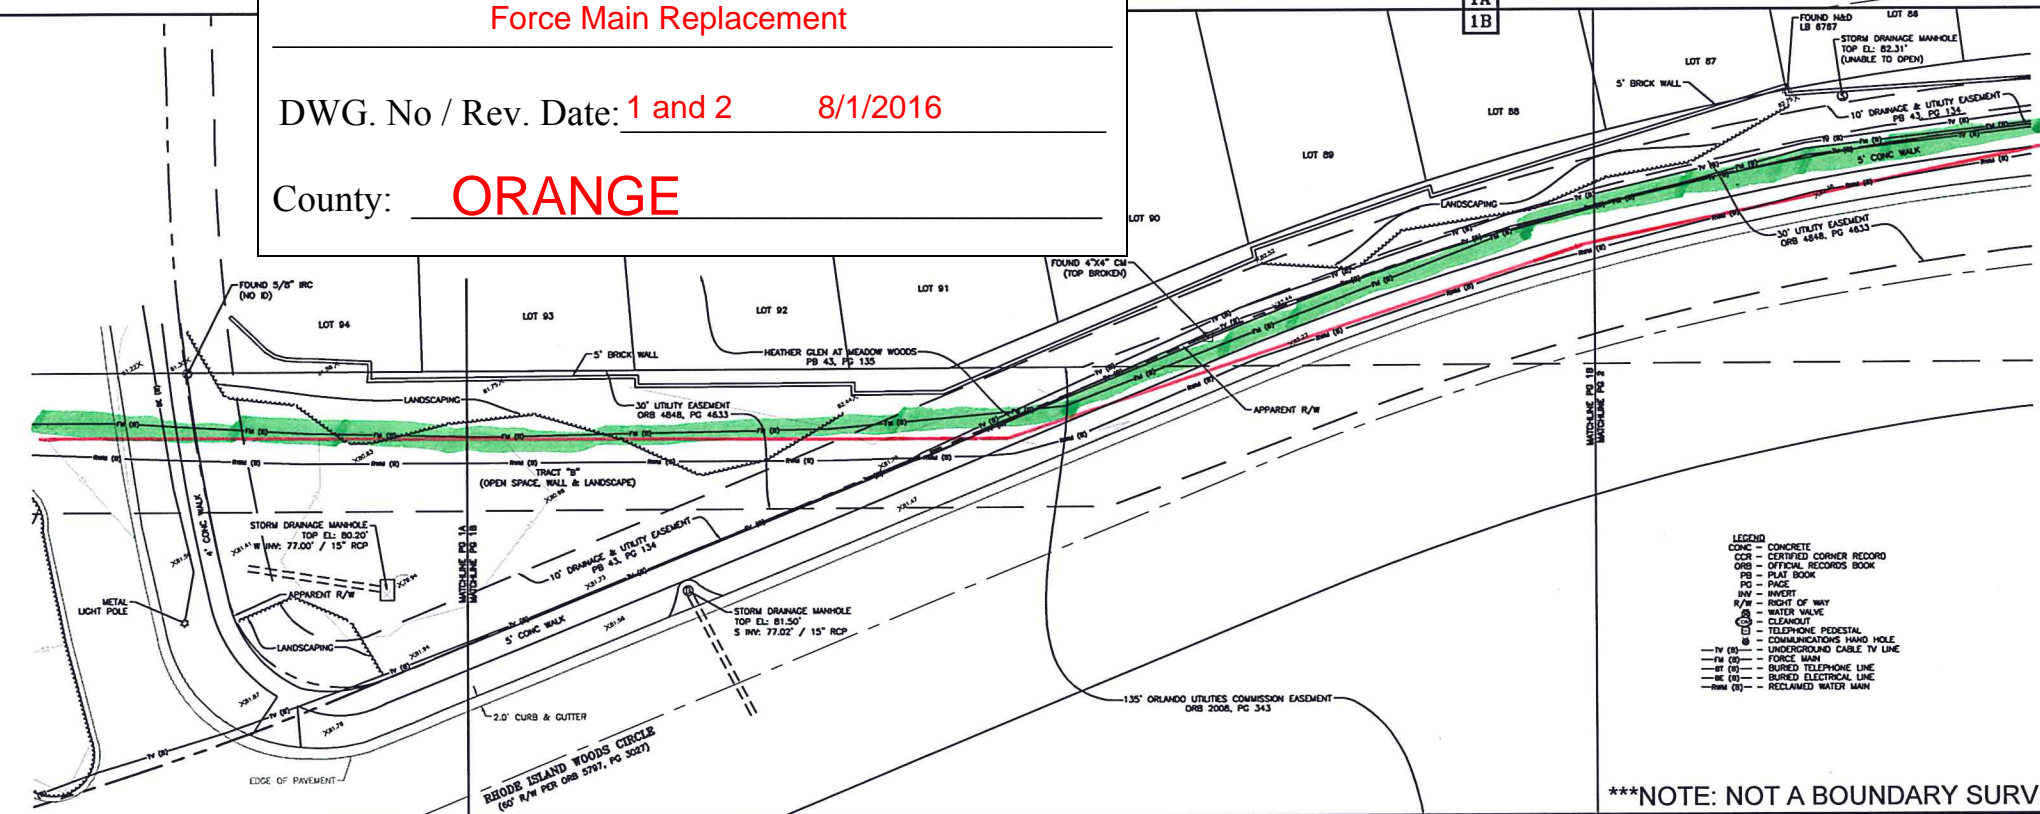 Force Main Replacement
DWG. No / Rev. Date: 1 and 2 8/1/2016
County: ORANGE
1A
1B
FOUND N&D
LB 6767
LOT 86
STORM DRAINAGE MANHOLE
TOP EL: 82.31'
(UNABLE TO OPEN)
LOT 87
5' BRICK WALL
10' DRAINAGE & UTILITY EASEMENT
PB 43, PG 134
5' CONC WALK
LOT 88
LOT 89
LOT 90
LANDSCAPING
30' UTILITY EASEMENT
ORB 4848, PG 4633
FOUND 4"X4" CM
(TOP BROKEN)
FOUND 5/8" IRC
(NO ID)
LOT 94
LOT 93
LOT 92
LOT 91
5' BRICK WALL
HEATHER GLEN AT MEADOW WOODS
PB 43, PG 135
LANDSCAPING
30' UTILITY EASEMENT
ORB 4848, PG 4633
APPARENT R/W
MATCHLINE PG 1B
MATCHLINE PG 2
TRACT "B"
(OPEN SPACE, WALL & LANDSCAPE)
4' CONC WALK
STORM DRAINAGE MANHOLE
TOP EL: 80.20'
W INV: 77.00' / 15" RCP
MATCHLINE PG 1A
MATCHLINE PG 1B
10' DRAINAGE & UTILITY EASEMENT
PB 43, PG 134
METAL
LIGHT POLE
APPARENT R/W
LANDSCAPING
5' CONC WALK
STORM DRAINAGE MANHOLE
TOP EL: 81.50'
S INV: 77.02' / 15" RCP
2.0' CURB & GUTTER
EDGE OF PAVEMENT
RHODE ISLAND WOODS CIRCLE
(60' R/W PER ORB 5797, PG 3027)
135' ORLANDO UTILITIES COMMISSION EASEMENT
ORB 2008, PG 343
LEGEND
CONC - CONCRETE
CCR - CERTIFIED CORNER RECORD
ORB - OFFICIAL RECORDS BOOK
PB - PLAT BOOK
PG - PAGE
INV - INVERT
R/W - RIGHT OF WAY
- WATER VALVE
- CLEANOUT
- TELEPHONE PEDESTAL
- COMMUNICATIONS HAND HOLE
TV (B) - UNDERGROUND CABLE TV LINE
FM (B) - FORCE MAIN
BT (B) - BURIED TELEPHONE LINE
BE (B) - BURIED ELECTRICAL LINE
RWM (B) - RECLAIMED WATER MAIN
***NOTE: NOT A BOUNDARY SURV